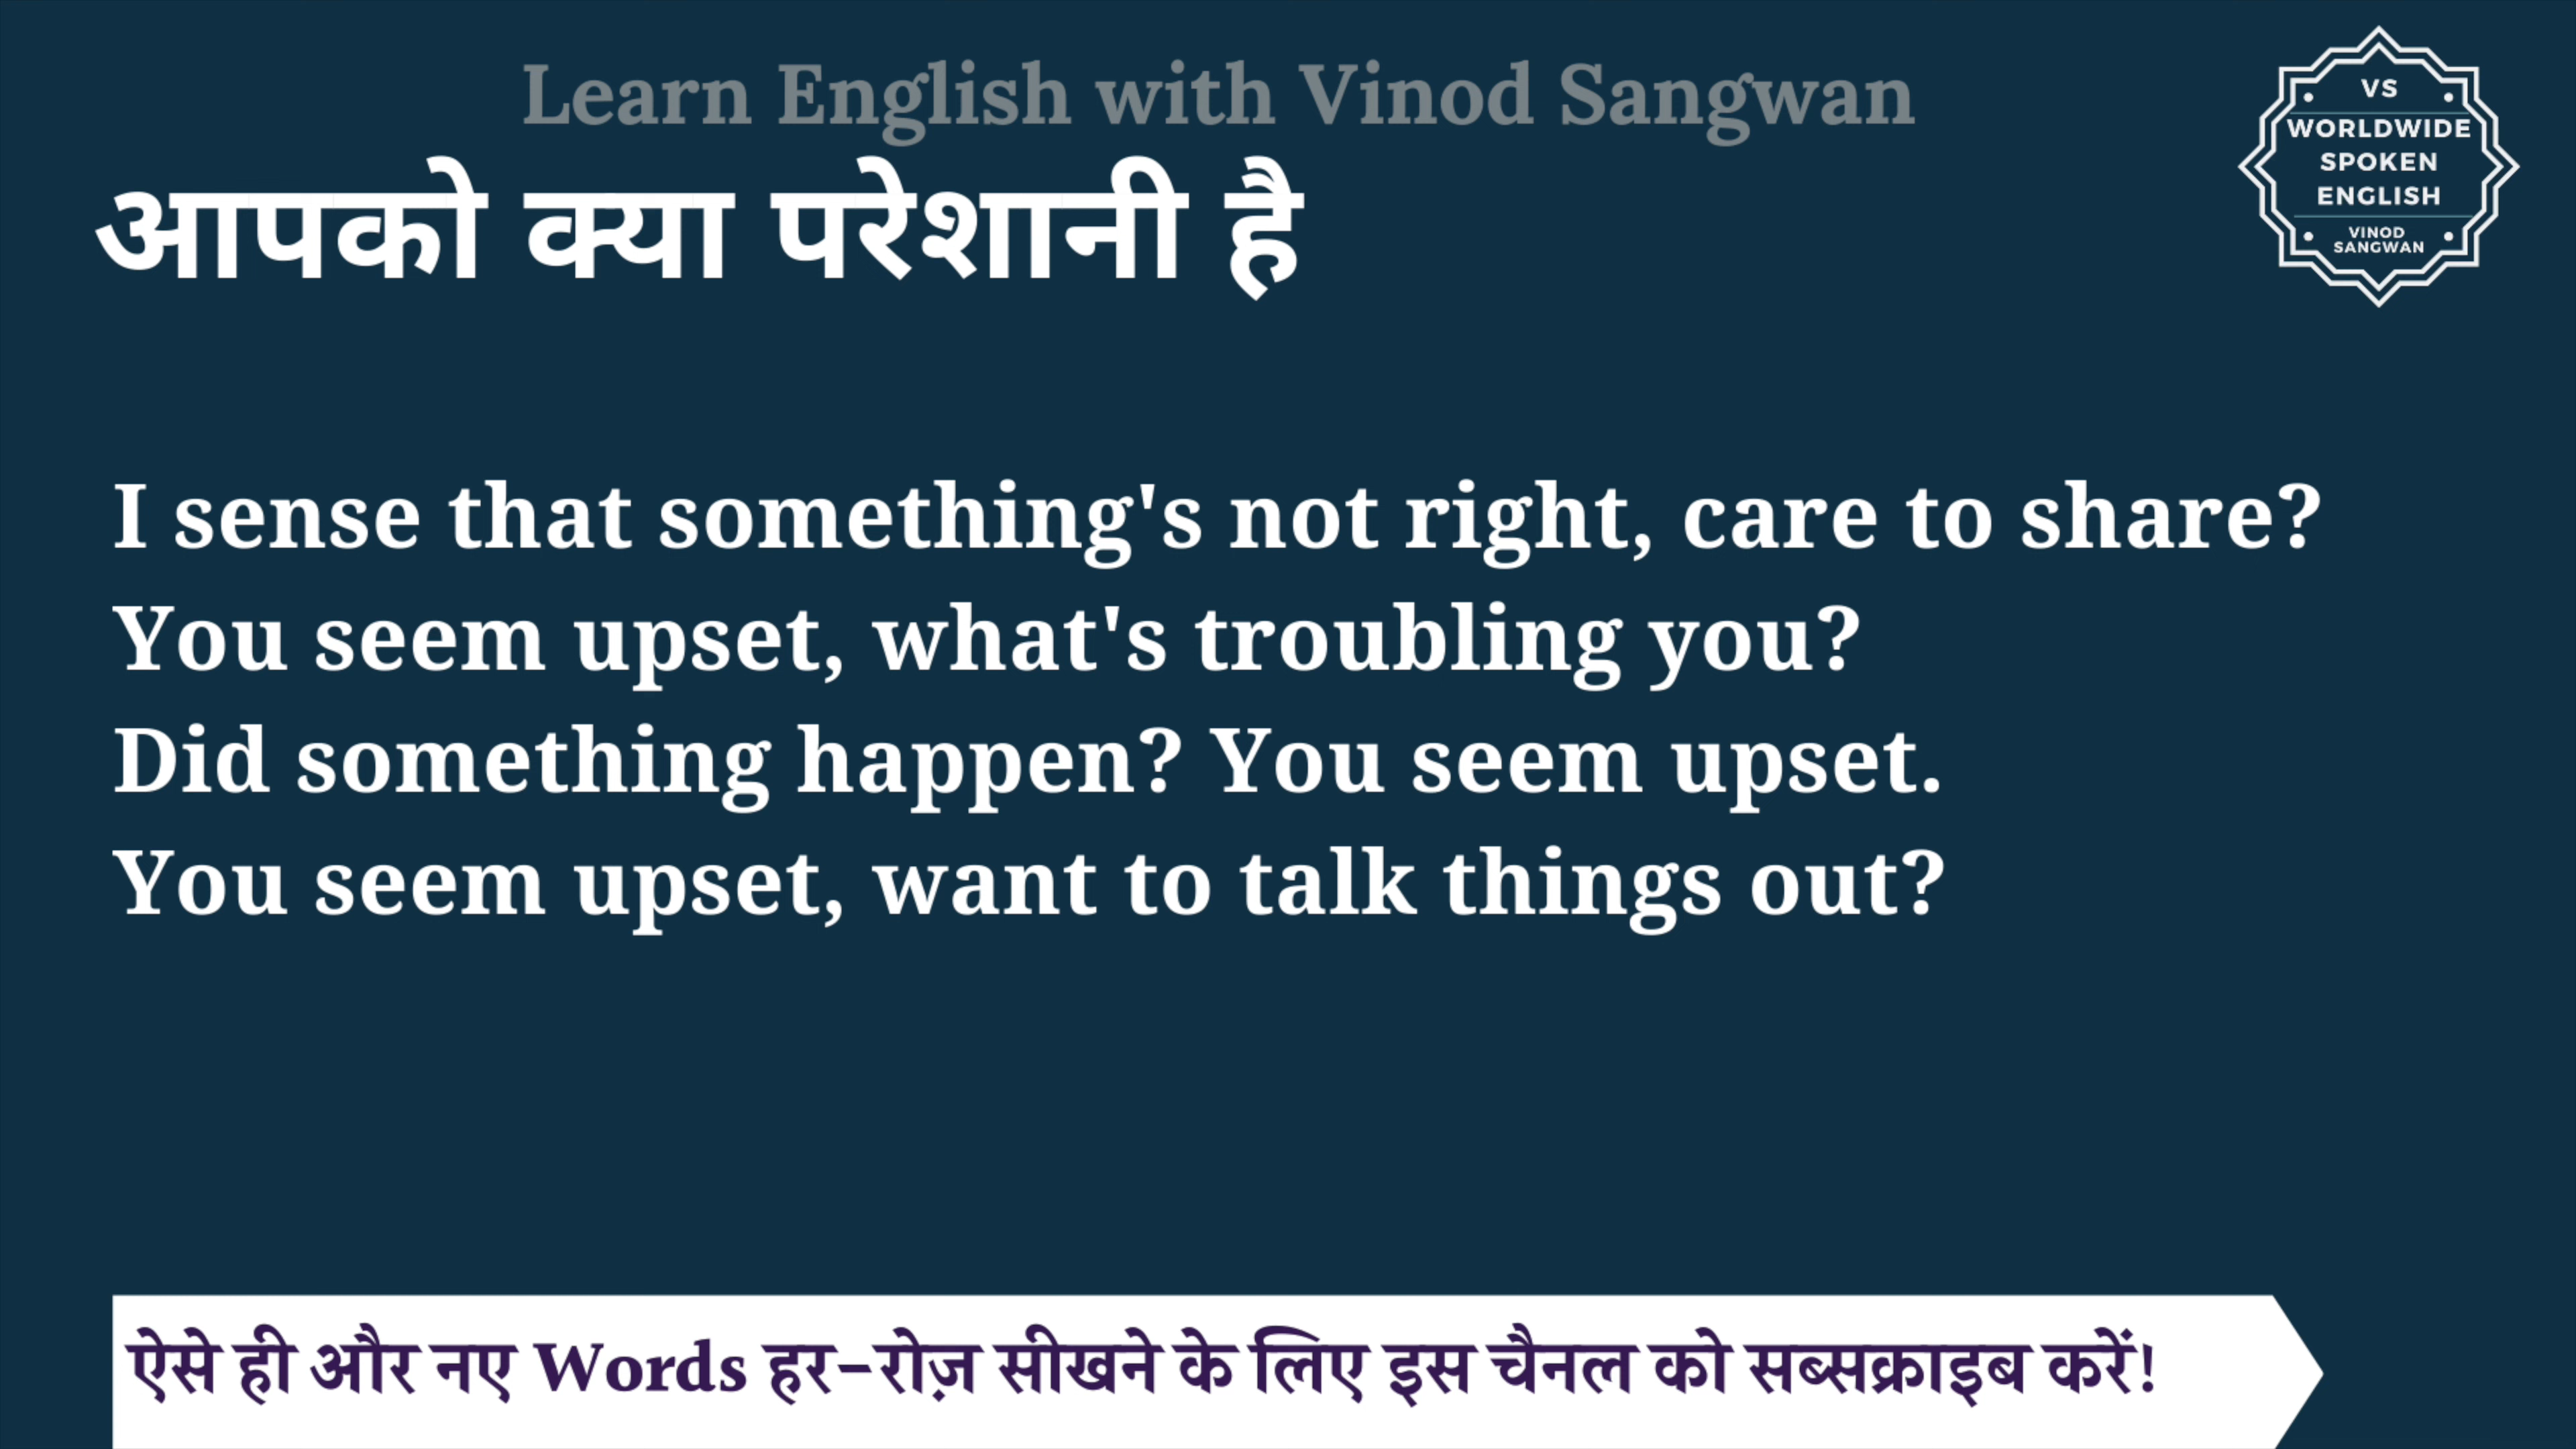 Learn English with Vinod Sangwan
VS
WORLDWIDE
SPOKEN
ENGLISH
VINOD
SANGWAN
आपको क्या परेशानी है
I sense that something's not right, care to share?
You seem upset, what's troubling you?
Did something happen? You seem upset.
You seem upset, want to talk things out?
ऐसे ही और नए Words हर-रोज़ सीखने के लिए इस चैनल को सब्सक्राइब करें!